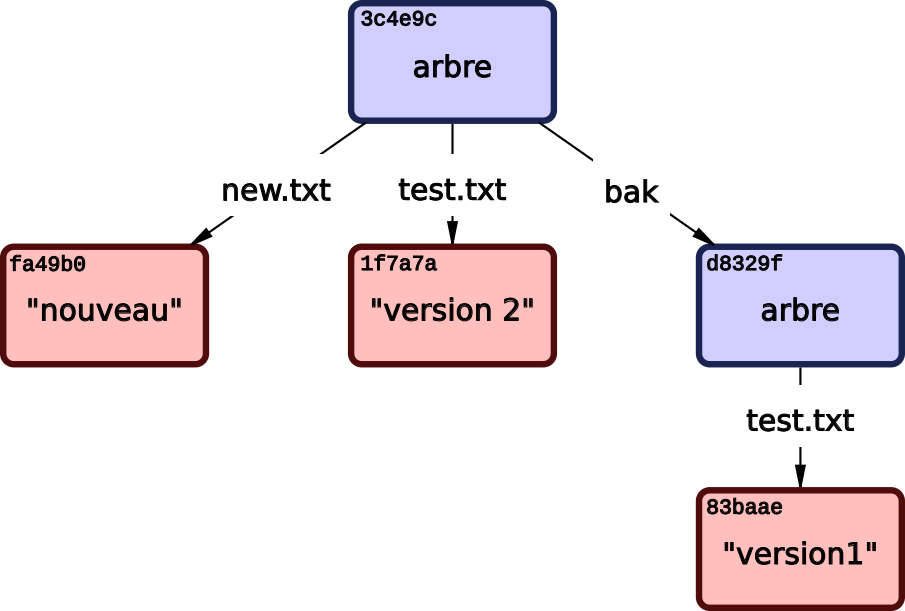 3c4e9c
arbre
new.txt
test.txt
bak
fa49b0
"nouveau"
1f7a7a
"version 2"
d8329f
arbre
test.txt
83baae
"version1"